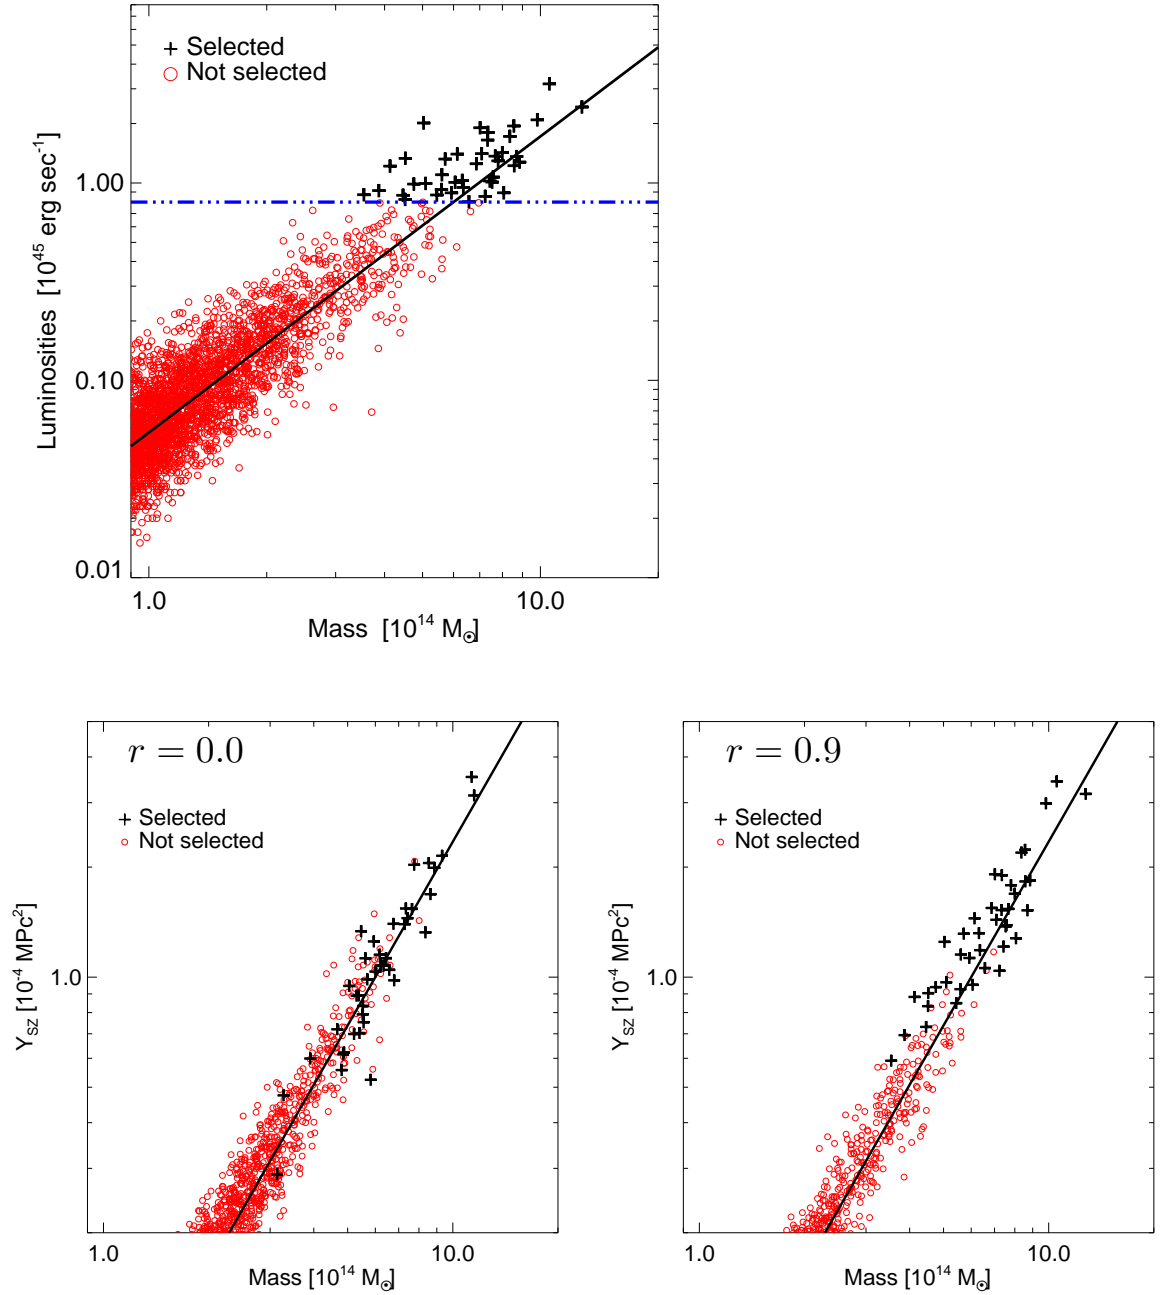 Selected
Not selected
1.00
0.10
0.01
Luminosities [10^45 erg sec^-1]
1.0 10.0
Mass [10^14 M⊙]
r = 0.0
Selected
Not selected
1.0
Y_SZ [10^-4 MPc^2]
1.0 10.0
Mass [10^14 M⊙]
r = 0.9
Selected
Not selected
1.0
Y_SZ [10^-4 MPc^2]
1.0 10.0
Mass [10^14 M⊙]